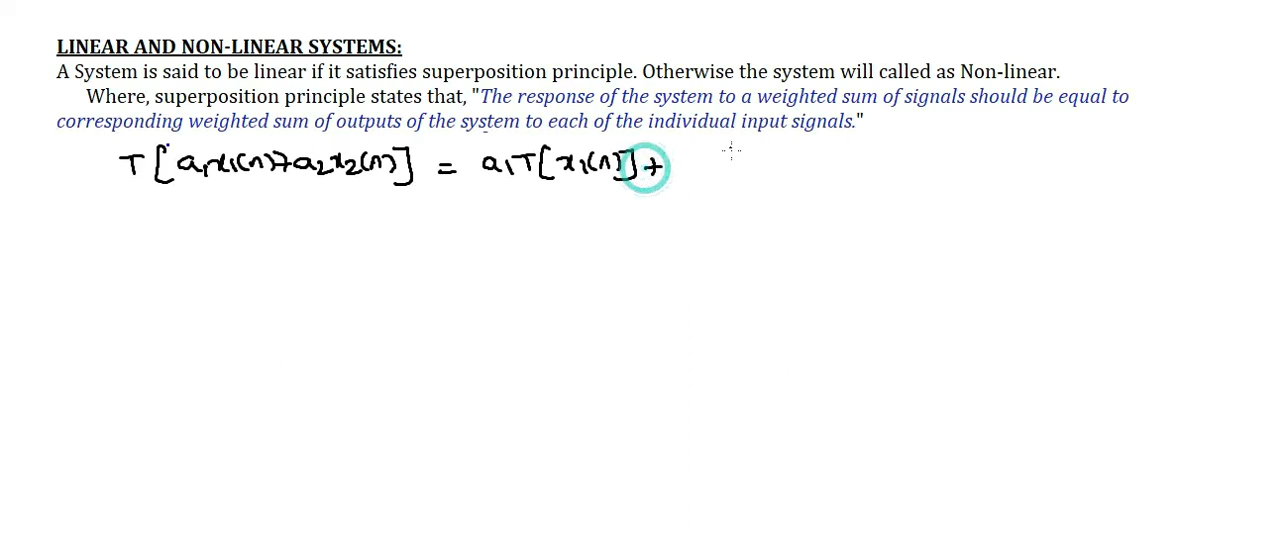 LINEAR AND NON-LINEAR SYSTEMS:
A System is said to be linear if it satisfies superposition principle. Otherwise the system will called as Non-linear.
Where, superposition principle states that, "The response of the system to a weighted sum of signals should be equal to
corresponding weighted sum of outputs of the system to each of the individual input signals."
T[a₁x₁(n)+a₂x₂(n)] = a₁T[x₁(n)]+